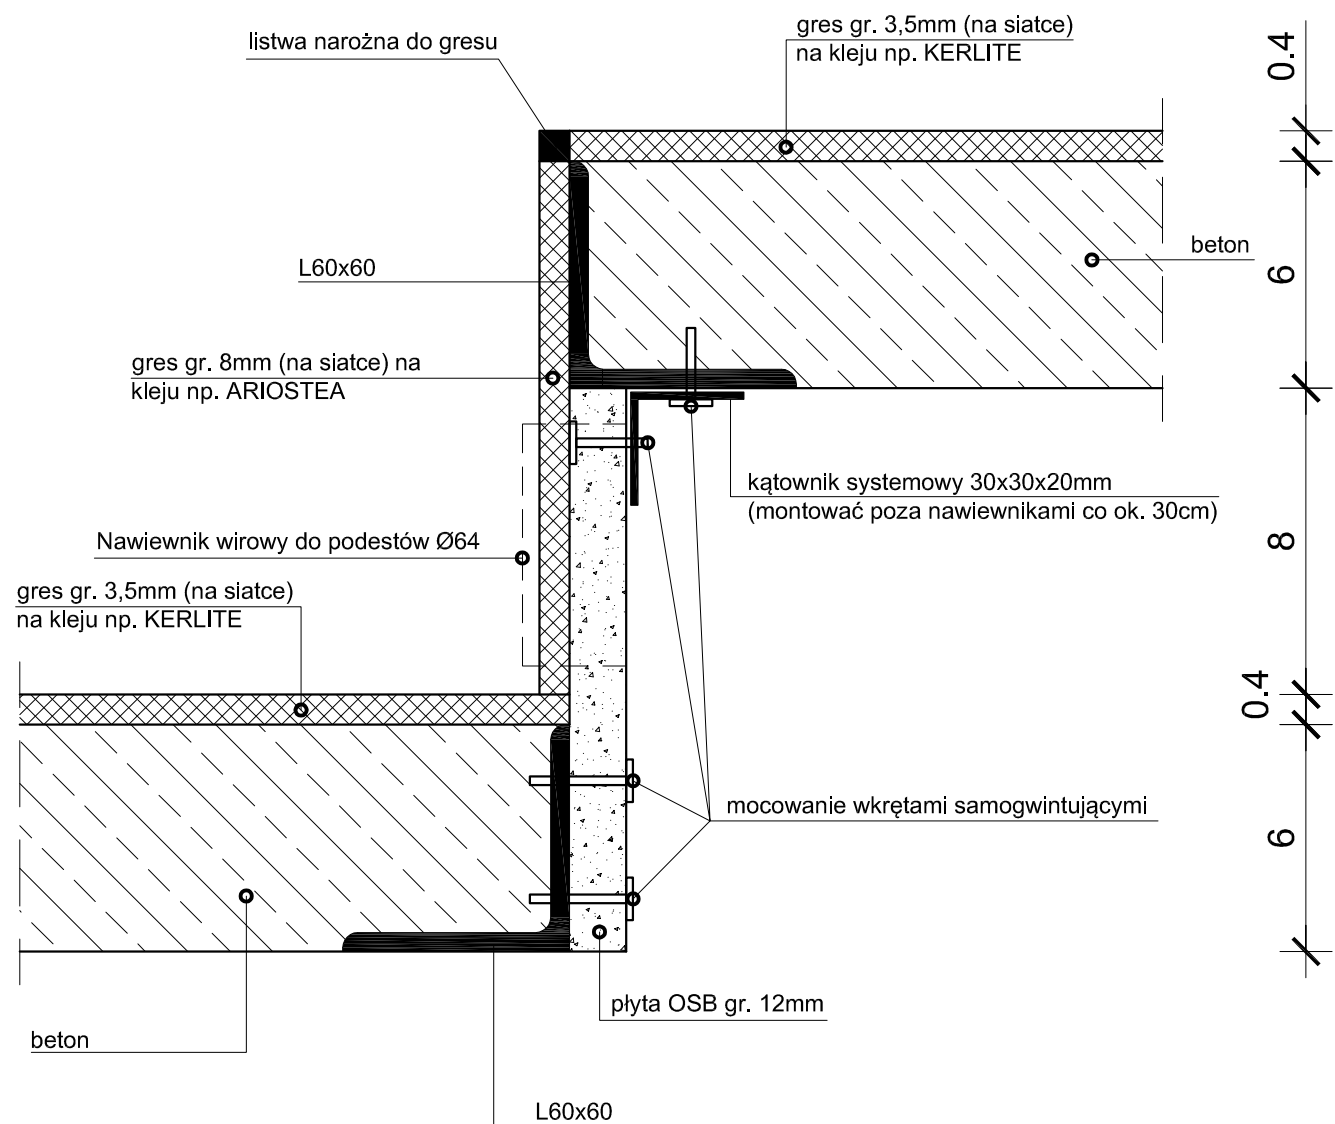 listwa narożna do gresu
gres gr. 3,5mm (na siatce)
na kleju np. KERLITE
0.4
L60x60
beton
6
gres gr. 8mm (na siatce) na
kleju np. ARIOSTEA
kątownik systemowy 30x30x20mm
(montować poza nawiewnikami co ok. 30cm)
Nawiewnik wirowy do podestów Ø64
8
gres gr. 3,5mm (na siatce)
na kleju np. KERLITE
0.4
mocowanie wkrętami samogwintującymi
6
płyta OSB gr. 12mm
beton
L60x60